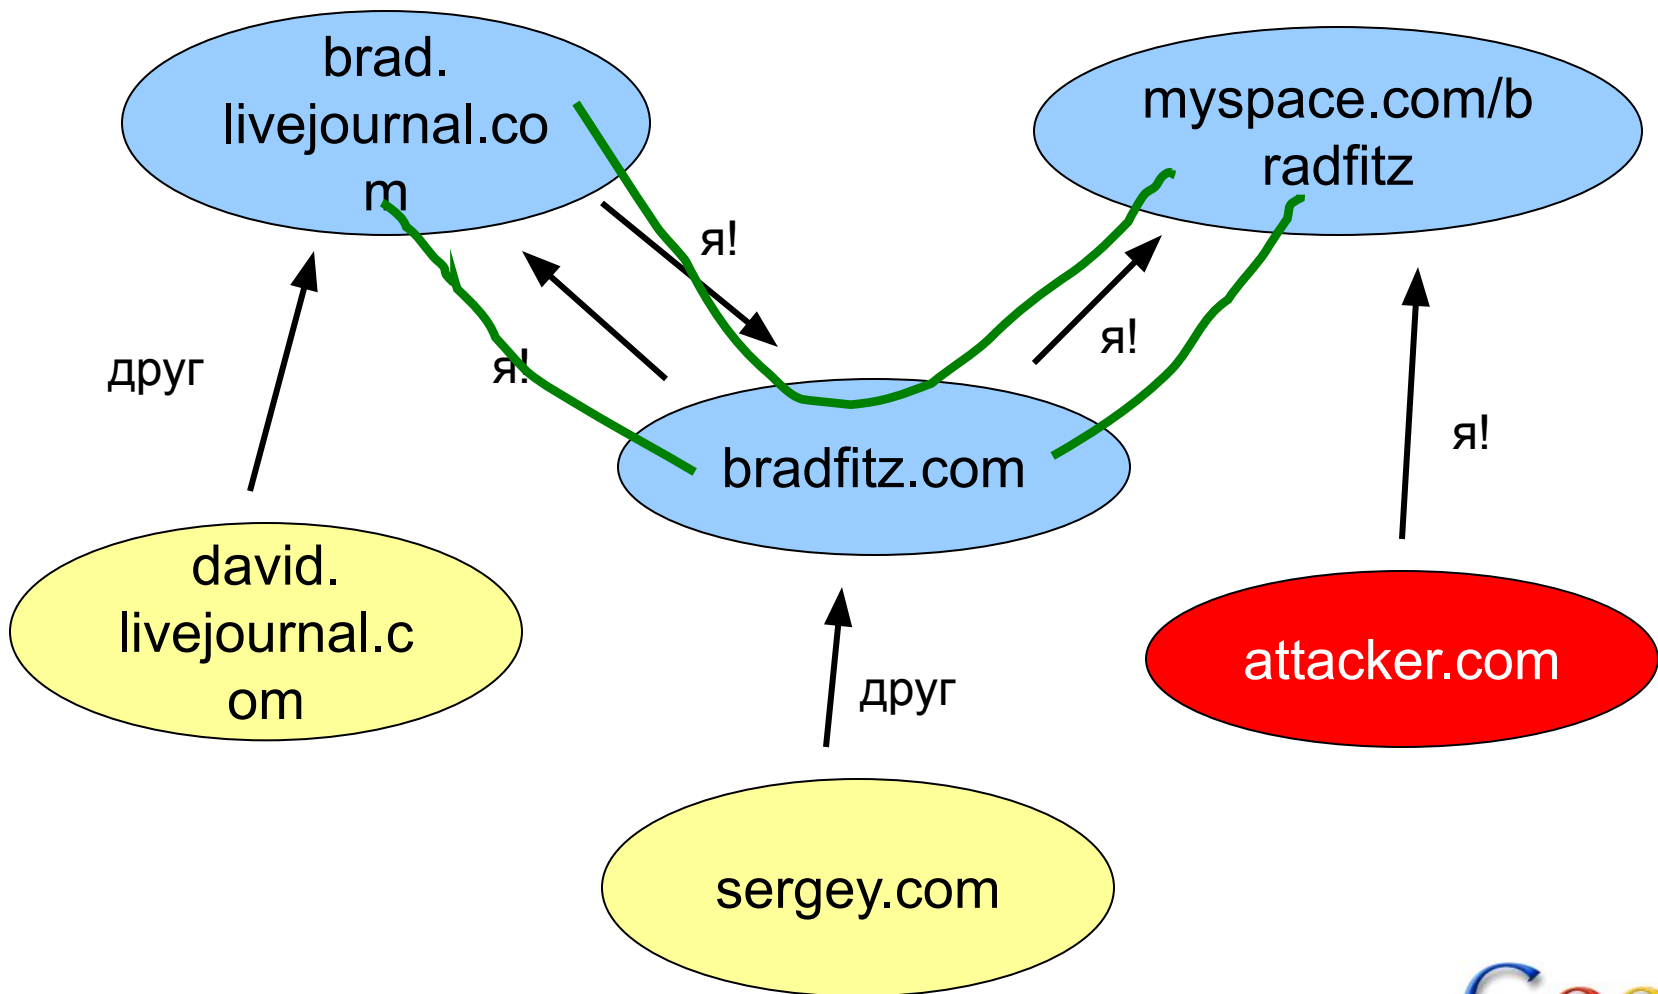 brad.
livejournal.co
m
myspace.com/b
radfitz
я!
я!
друг
я!
я!
bradfitz.com
david.
livejournal.c
om
attacker.com
друг
sergey.com